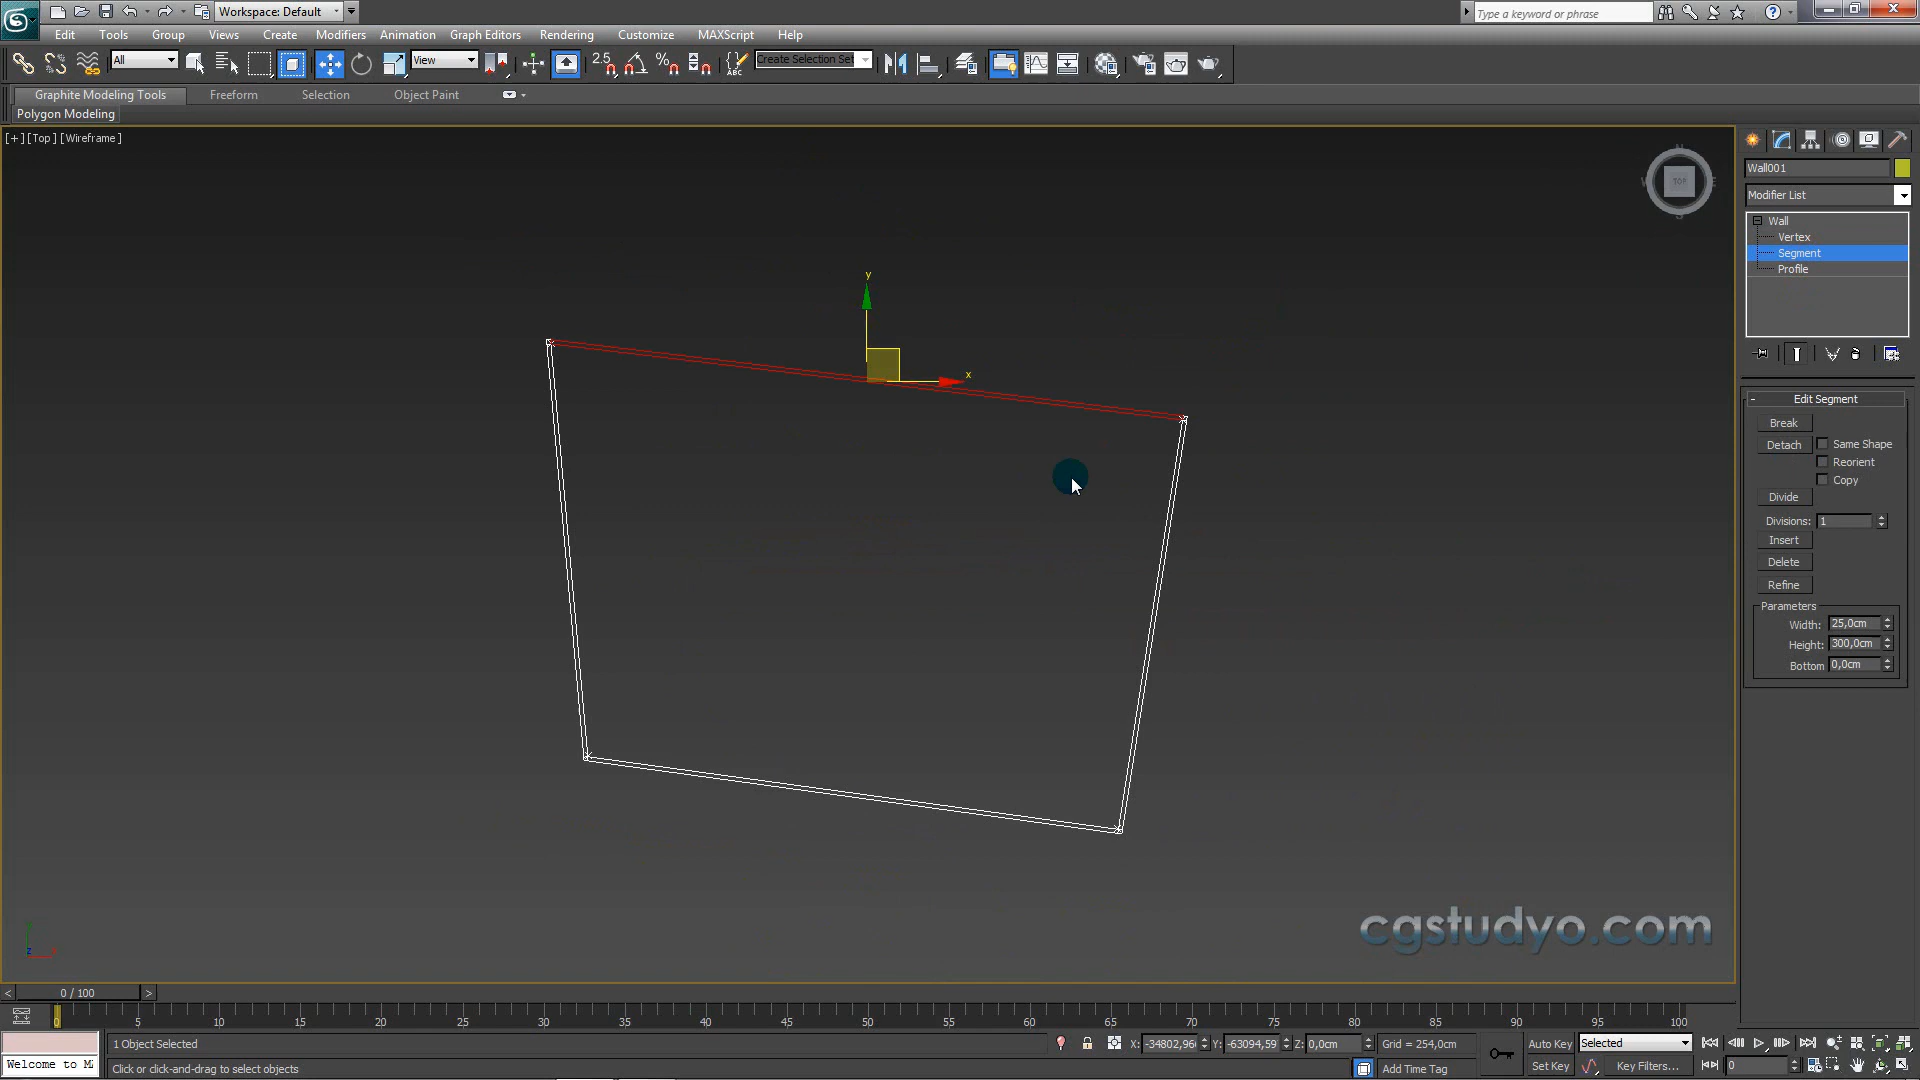 Workspace: Default
Type a keyword or phrase
Edit Tools Group Views Create Modifiers Animation Graph Editors Rendering Customize MAXScript Help
All View 2.5 Create Selection Set
Graphite Modeling Tools Freeform Selection Object Paint
Polygon Modeling
[+] [Top] [Wireframe]
TOP
y
x
Wall001
Modifier List
Wall
Vertex
Segment
Profile
Edit Segment
Break
Detach Same Shape
Reorient
Copy
Divide
Divisions: 1
Insert
Delete
Refine
Parameters
Width: 25,0cm
Height: 300,0cm
Bottom 0,0cm
cgstudyo.com
< 0 / 100 >
0 5 10 15 20 25 30 35 40 45 50 55 60 65 70 75 80 85 90 95 100
1 Object Selected X: -34802,96 Y: -63094,59 Z: 0,0cm Grid = 254,0cm Auto Key Selected
Welcome to M Click or click-and-drag to select objects Add Time Tag Set Key Key Filters... 0